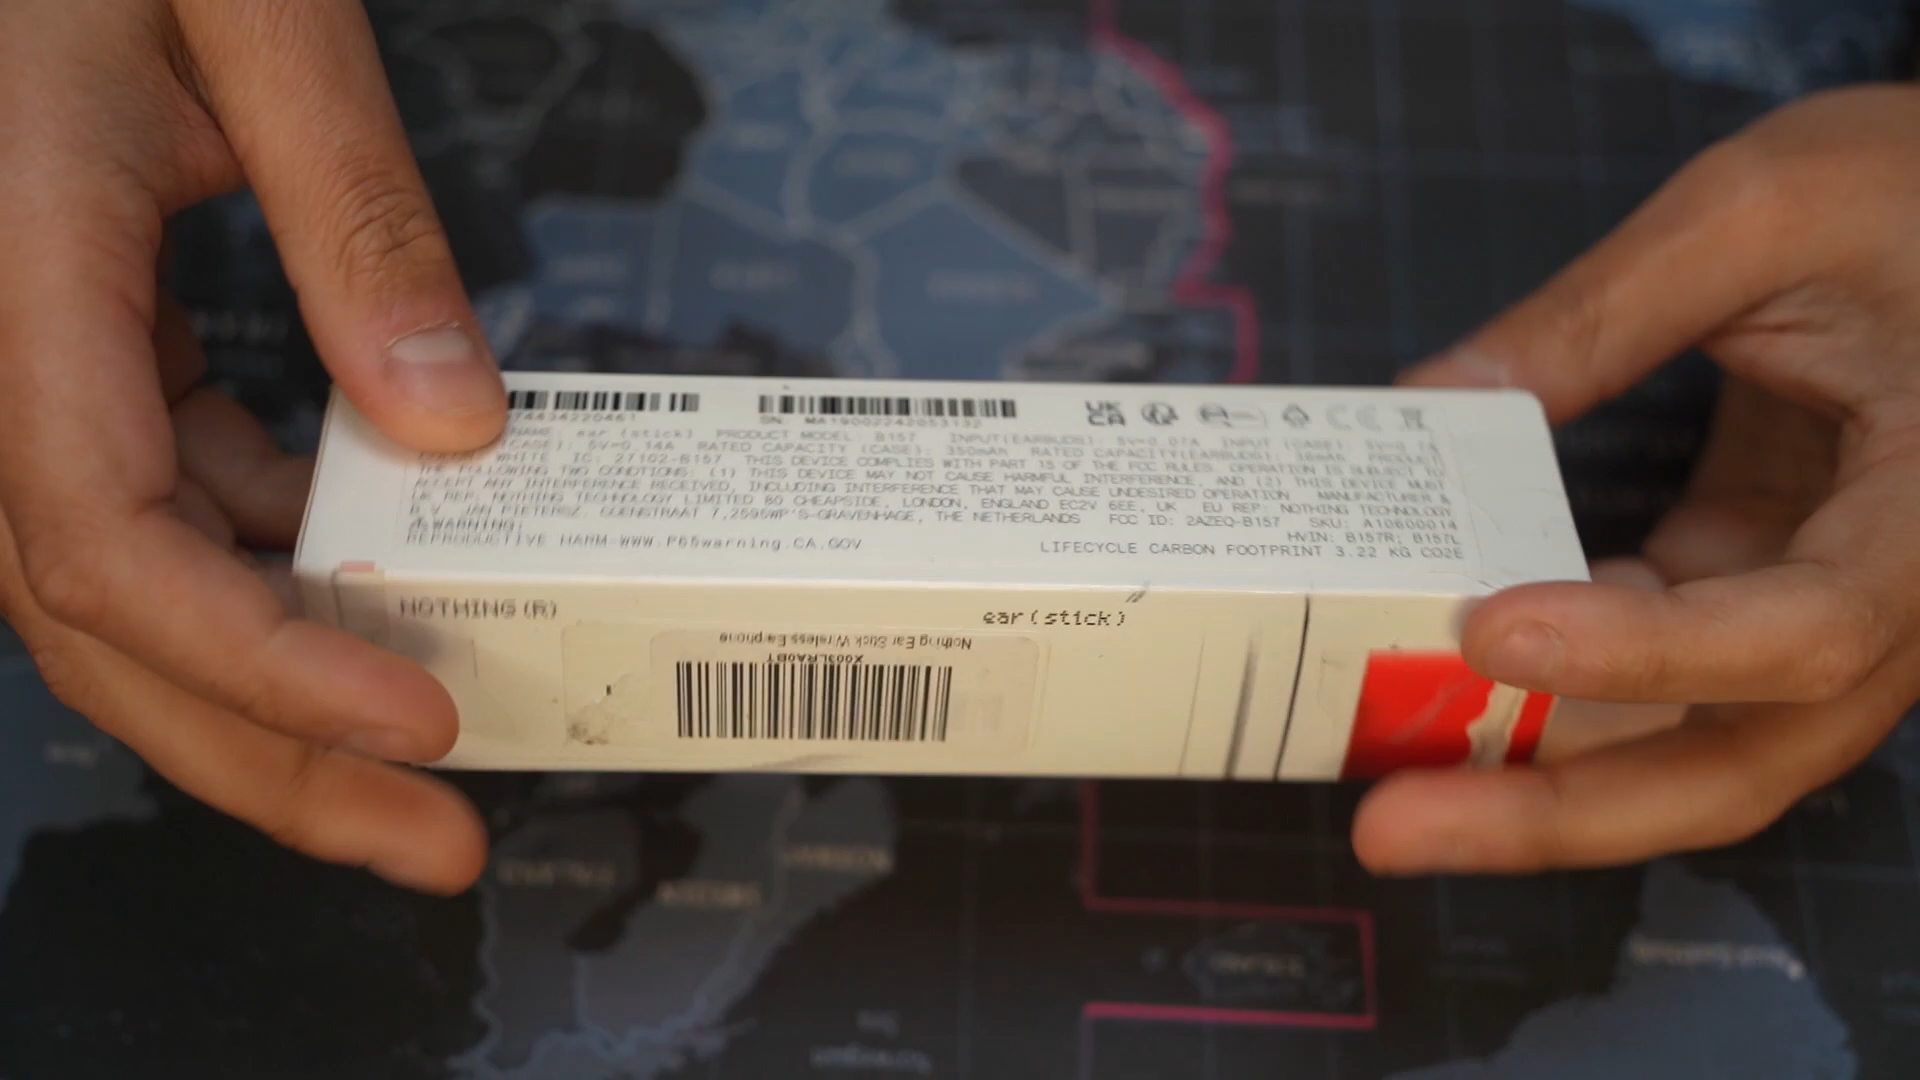 SN: MA19002242053132
UK CA
NAME: ear (stick) PRODUCT MODEL: B157 INPUT(EARBUDS): 5V=0.07A INPUT (CASE): 5V=0.7A
(CASE): 5V=0.14A RATED CAPACITY (CASE): 350mAh RATED CAPACITY(EARBUDS): 36mAh PRODUCT
WHITE IC: 27102-B157 THIS DEVICE COMPLIES WITH PART 15 OF THE FCC RULES. OPERATION IS SUBJECT TO
THE FOLLOWING TWO CONDTIONS: (1) THIS DEVICE MAY NOT CAUSE HARMFUL INTERFERENCE, AND (2) THIS DEVICE MUST
ACCEPT ANY INTERFERENCE RECEIVED, INCLUDING INTERFERENCE THAT MAY CAUSE UNDESIRED OPERATION MANUFACTURER &
UK REP: NOTHING TECHNOLOGY LIMITED 80 CHEAPSIDE, LONDON, ENGLAND EC2V 6EE, UK EU REP: NOTHING TECHNOLOGY
B.V. JAN PIETERSZ. COENSTRAAT 7,2595WP'S-GRAVENHAGE, THE NETHERLANDS FCC ID: 2AZEQ-B157 SKU: A10600014
WARNING: HVIN: B157R; B157L
REPRODUCTIVE HARM-WWW.P65warning.CA.GOV LIFECYCLE CARBON FOOTPRINT 3.22 KG CO2E
NOTHING(R) ear(stick)
Nothing Ear Stick Wireless Earphone
X003LRA0BT